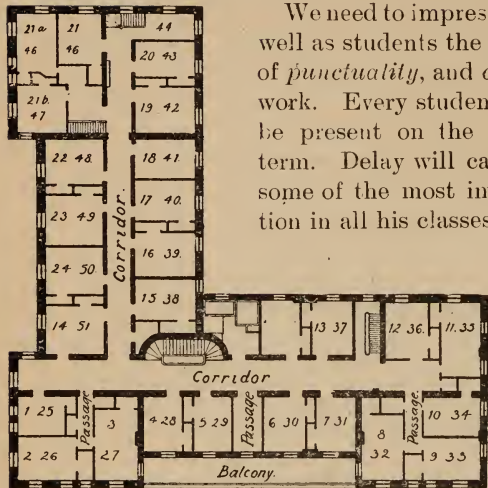 We need to impres
well as students the
of punctuality, and
work. Every studen
be present on the
term. Delay will ca
some of the most in
tion in all his classes
21a
46
21
46
44
20 43
21b.
47
19 42
22 48.
18 41.
23 49
17 40.
Corridor.
24 50
16 39.
14 51
15 38
13 37
12 36.
11.35
Corridor
1 25
Passage
3
4 28
5 29
Passage
6 30
7 31
8
32
Passage.
10 34
2 26
27
9 33
Balcony.